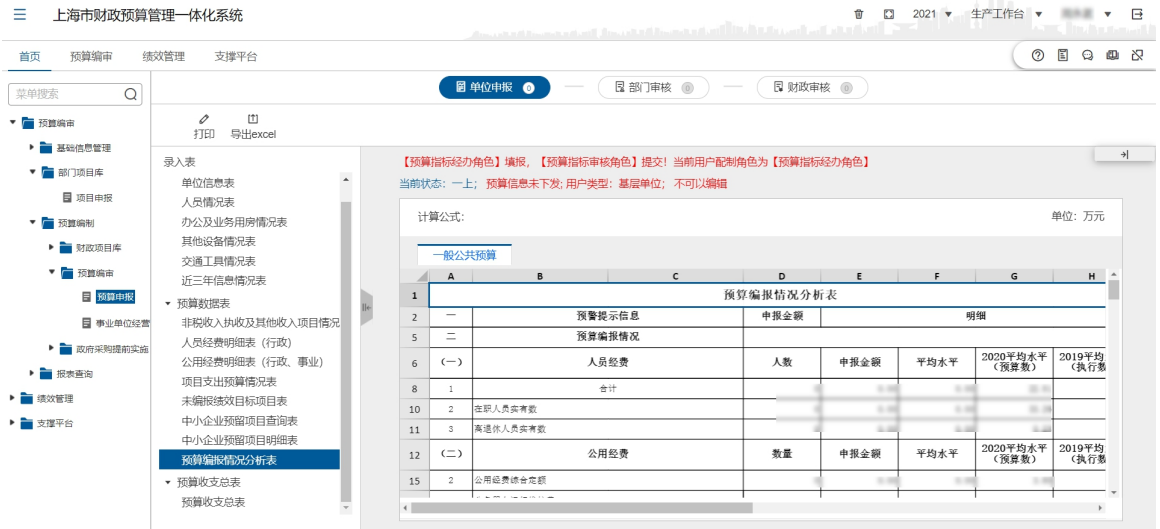 上海市财政预算管理一体化系统
2021 生产工作台
首页 预算编审 绩效管理 支撑平台
菜单搜索
单位申报 0 部门审核 0 财政审核 0
打印 导出excel
预算编审
基础信息管理
部门项目库
项目申报
预算编制
财政项目库
预算编审
预算申报
事业单位经营
政府采购提前实施
报表查询
绩效管理
支撑平台
录入表
单位信息表
人员情况表
办公及业务用房情况表
其他设备情况表
交通工具情况表
近三年信息情况表
预算数据表
非税收入执收及其他收入项目情况
人员经费明细表（行政）
公用经费明细表（行政、事业）
项目支出预算情况表
未编报绩效目标项目表
中小企业预留项目查询表
中小企业预留项目明细表
预算编报情况分析表
预算收支总表
预算收支总表
【预算指标经办角色】填报，【预算指标审核角色】提交！当前用户配制角色为【预算指标经办角色】
当前状态：一上；预算信息未下发; 用户类型：基层单位； 不可以编辑
计算公式： 单位：万元
一般公共预算
A B C D E F G H
1 预算编报情况分析表
2 一 预警提示信息 申报金额 明细
5 二 预算编报情况
6 （一） 人员经费 人数 申报金额 平均水平 2020平均水平（预算数） 2019平均（执行数
8 1 合计
10 2 在职人员实有数
11 3 离退休人员实有数
12 （二） 公用经费 数量 申报金额 平均水平 2020平均水平（预算数） 2019平均（执行数
15 2 公用经费综合定额